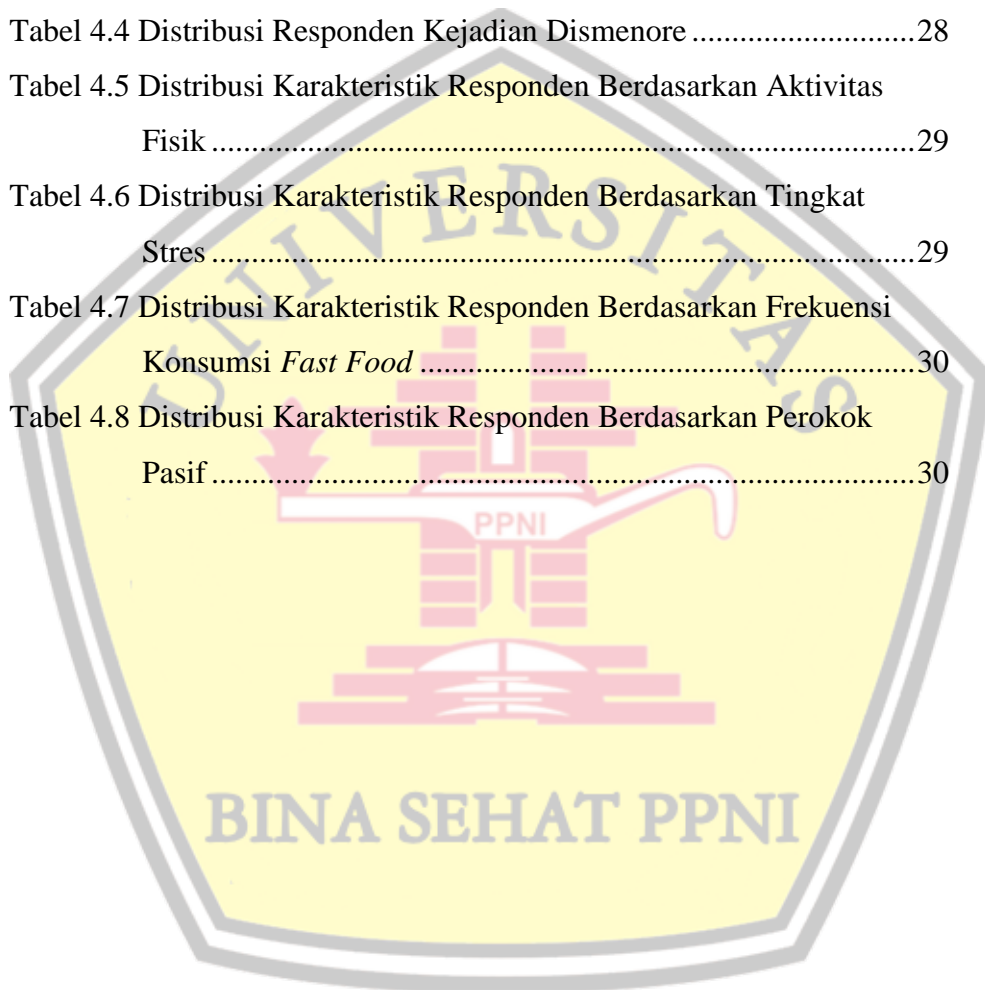 Tabel 4.4 Distribusi Responden Kejadian Dismenore ............................28
Tabel 4.5 Distribusi Karakteristik Responden Berdasarkan Aktivitas
Fisik ...........................................................................................29
Tabel 4.6 Distribusi Karakteristik Responden Berdasarkan Tingkat
Stres ...........................................................................................29
Tabel 4.7 Distribusi Karakteristik Responden Berdasarkan Frekuensi
Konsumsi Fast Food ................................................................30
Tabel 4.8 Distribusi Karakteristik Responden Berdasarkan Perokok
Pasif ...........................................................................................30
UNIVERSITAS
PPNI
BINA SEHAT PPNI